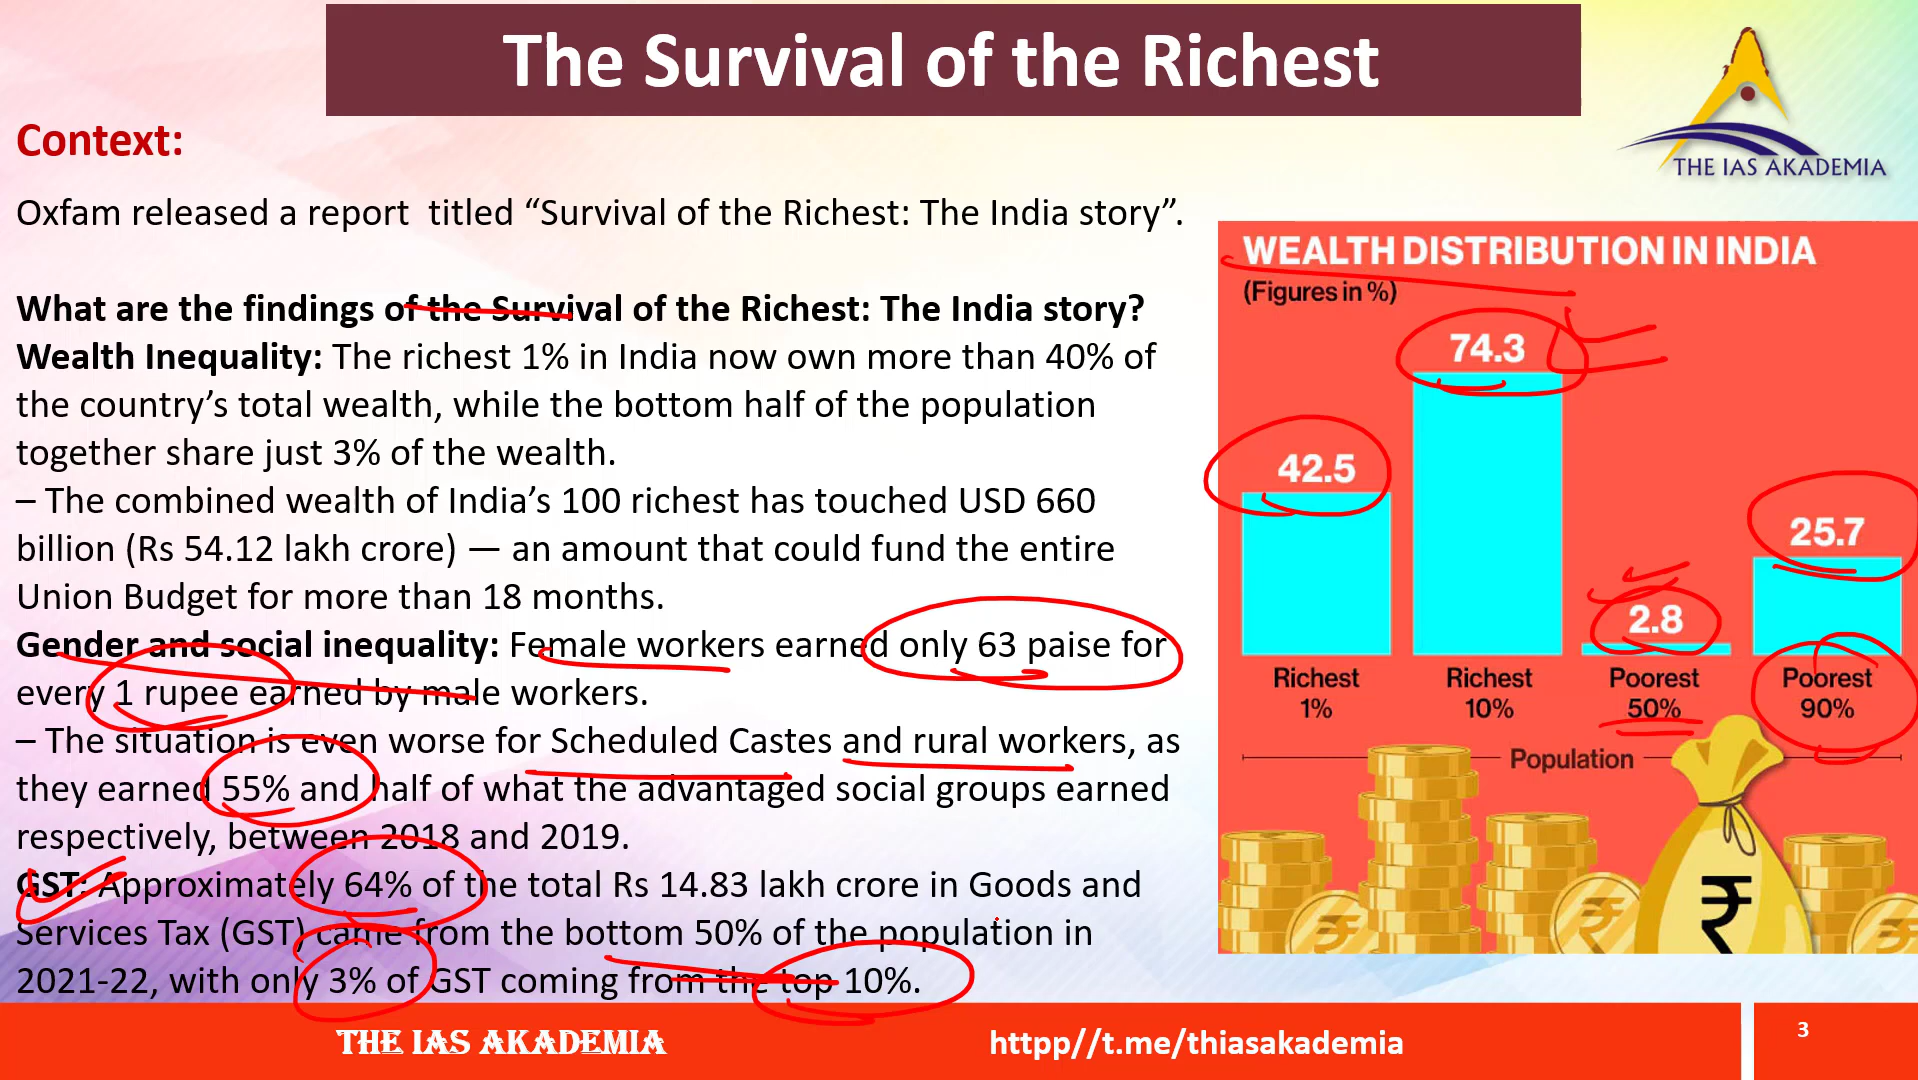 The Survival of the Richest
THE IAS AKADEMIA
Context:
Oxfam released a report titled “Survival of the Richest: The India story”.
What are the findings of the Survival of the Richest: The India story?
Wealth Inequality: The richest 1% in India now own more than 40% of
the country’s total wealth, while the bottom half of the population
together share just 3% of the wealth.
– The combined wealth of India’s 100 richest has touched USD 660
billion (Rs 54.12 lakh crore) — an amount that could fund the entire
Union Budget for more than 18 months.
Gender and social inequality: Female workers earned only 63 paise for
every 1 rupee earned by male workers.
– The situation is even worse for Scheduled Castes and rural workers, as
they earned 55% and half of what the advantaged social groups earned
respectively, between 2018 and 2019.
GST: Approximately 64% of the total Rs 14.83 lakh crore in Goods and
Services Tax (GST) came from the bottom 50% of the population in
2021-22, with only 3% of GST coming from the top 10%.
WEALTH DISTRIBUTION IN INDIA
(Figures in %)
42.5 74.3 2.8 25.7
Richest Richest Poorest Poorest
1% 10% 50% 90%
Population
₹ ₹ ₹ ₹
THE IAS AKADEMIA httpp//t.me/thiasakademia 3